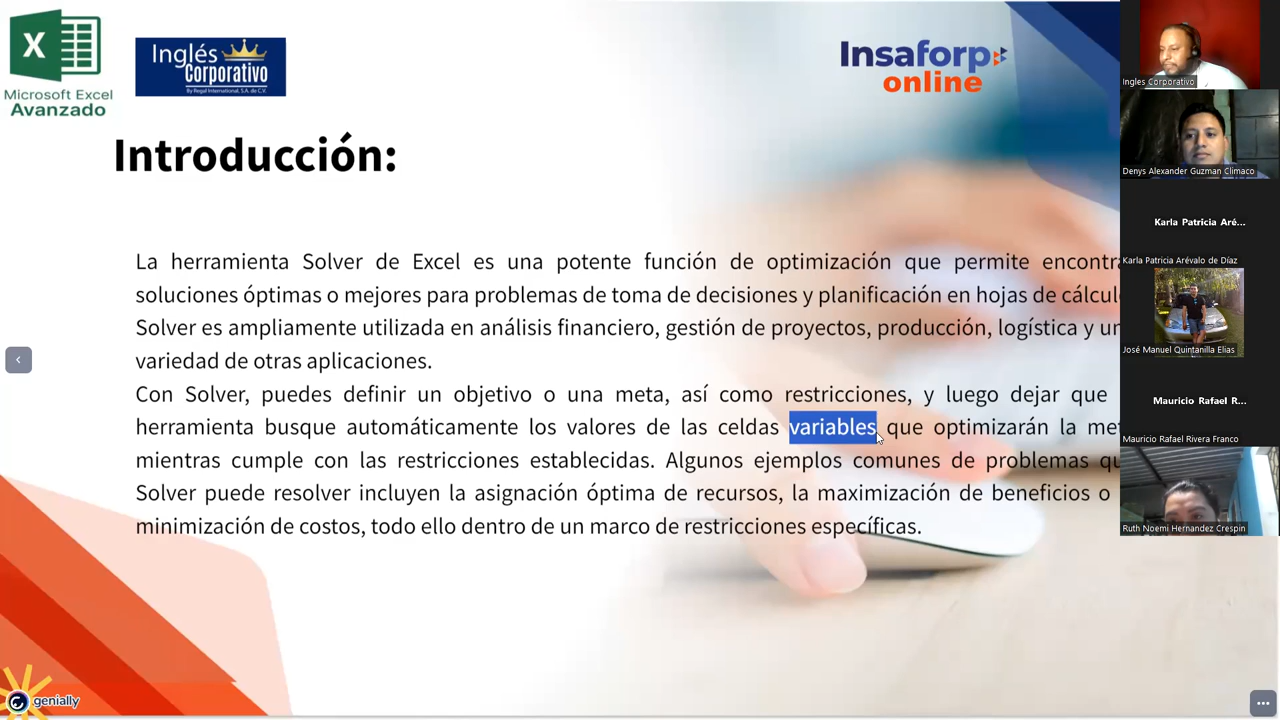 X
Microsoft Excel
Avanzado
Inglés
Corporativo
By Regal International, S.A. de C.V.
Insaforp
online
Introducción:
La herramienta Solver de Excel es una potente función de optimización que permite encontra
soluciones óptimas o mejores para problemas de toma de decisiones y planificación en hojas de cálcul
Solver es ampliamente utilizada en análisis financiero, gestión de proyectos, producción, logística y un
variedad de otras aplicaciones.
Con Solver, puedes definir un objetivo o una meta, así como restricciones, y luego dejar que
herramienta busque automáticamente los valores de las celdas variables que optimizarán la met
mientras cumple con las restricciones establecidas. Algunos ejemplos comunes de problemas qu
Solver puede resolver incluyen la asignación óptima de recursos, la maximización de beneficios o
minimización de costos, todo ello dentro de un marco de restricciones específicas.
genially
Ingles Corporativo
Denys Alexander Guzman Climaco
Karla Patricia Aré...
Karla Patricia Arévalo de Díaz
José Manuel Quintanilla Elias
Mauricio Rafael R...
Mauricio Rafael Rivera Franco
Ruth Noemi Hernandez Crespin